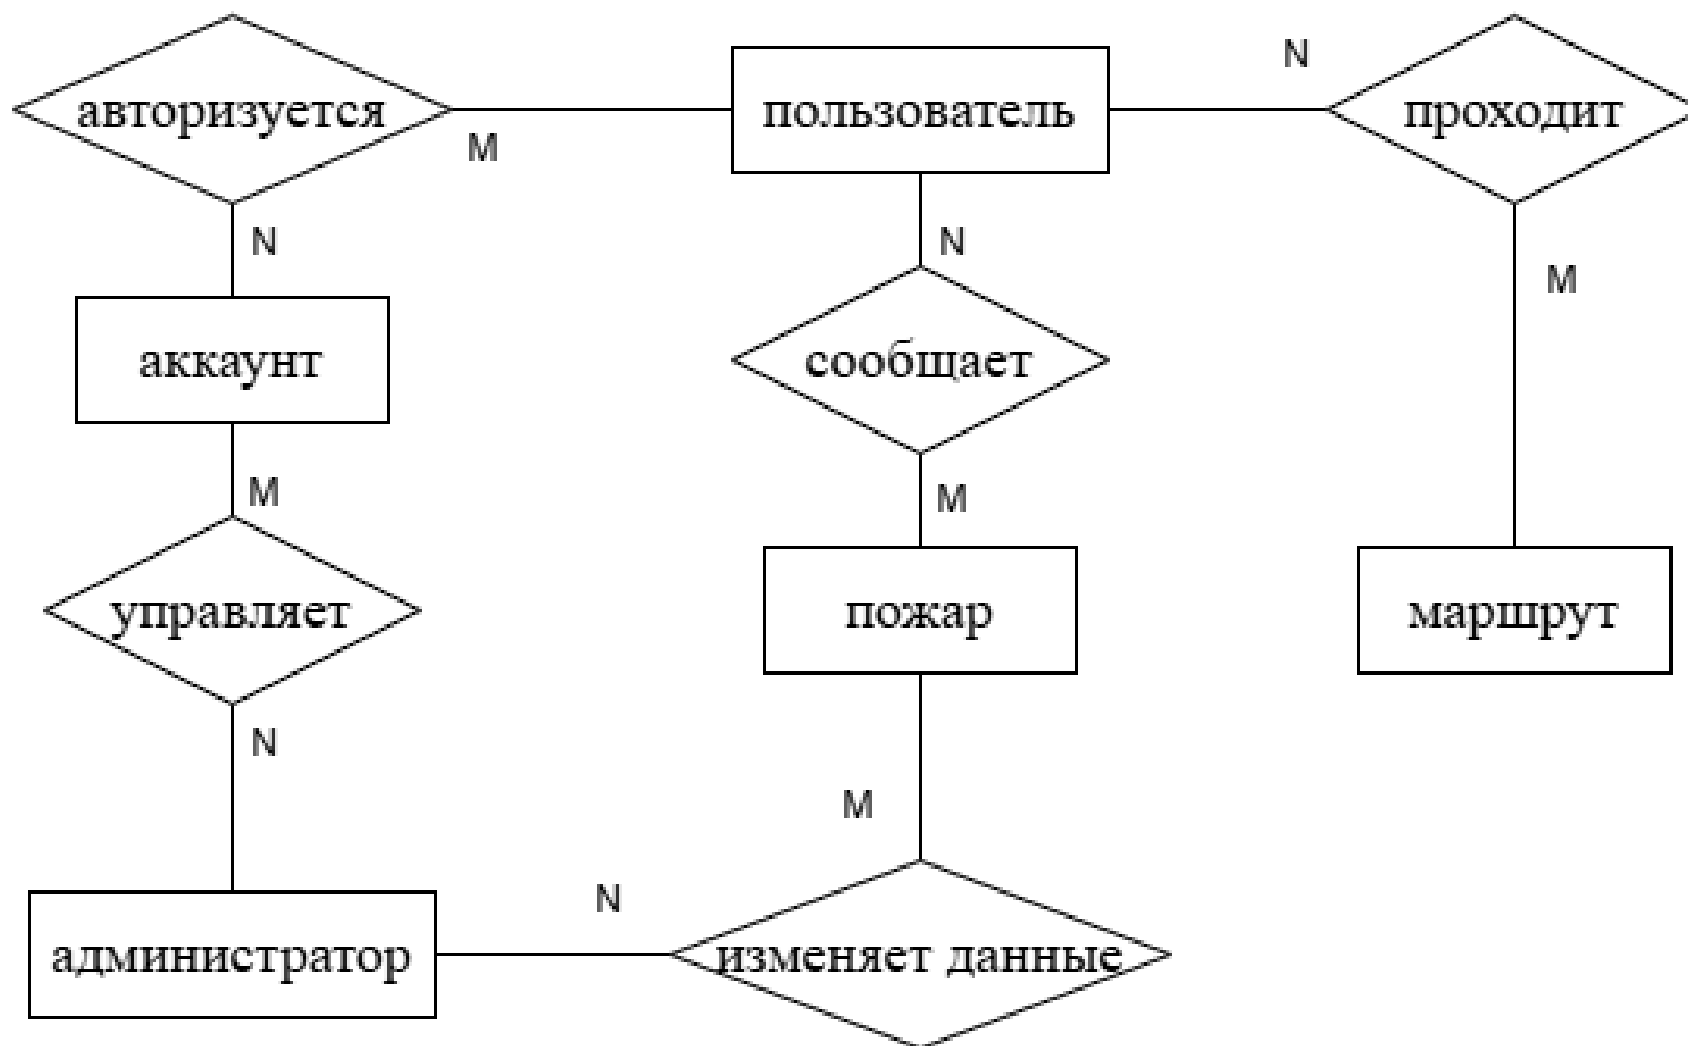 авторизуется
пользователь
проходит
N
M
N
N
M
аккаунт
сообщает
M
M
управляет
пожар
маршрут
N
M
N
администратор
изменяет данные